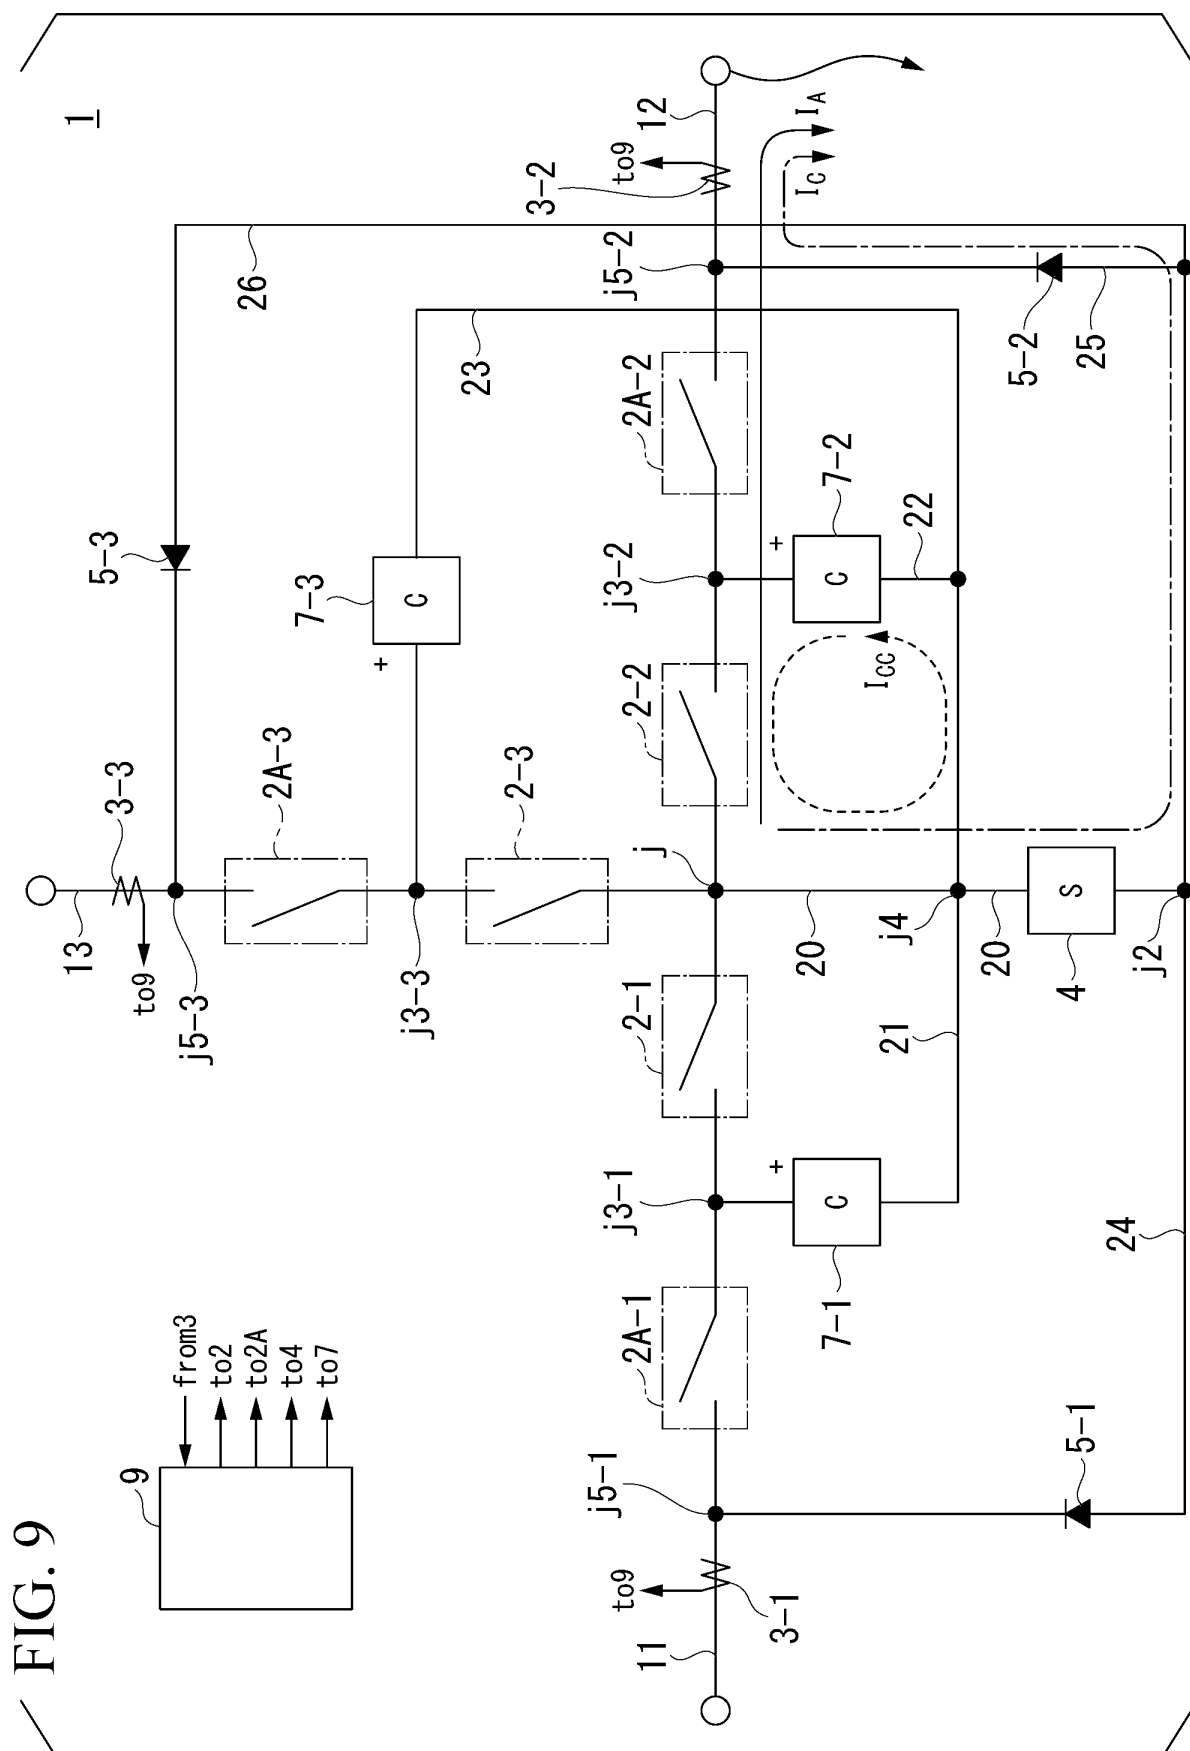 FIG. 9
1
9
from3
to2
to2A
to4
to7
13
3-3
to9
j5-3
2A-3
j3-3
2-3
5-3
26
7-3
C
+
23
11
to9
3-1
j5-1
2A-1
j3-1
2-1
j
2-2
j3-2
2A-2
j5-2
3-2
to9
12
IA
IC
+
C
7-1
+
C
7-2
22
ICC
20
j4
21
20
S
4
j2
5-1
24
5-2
25